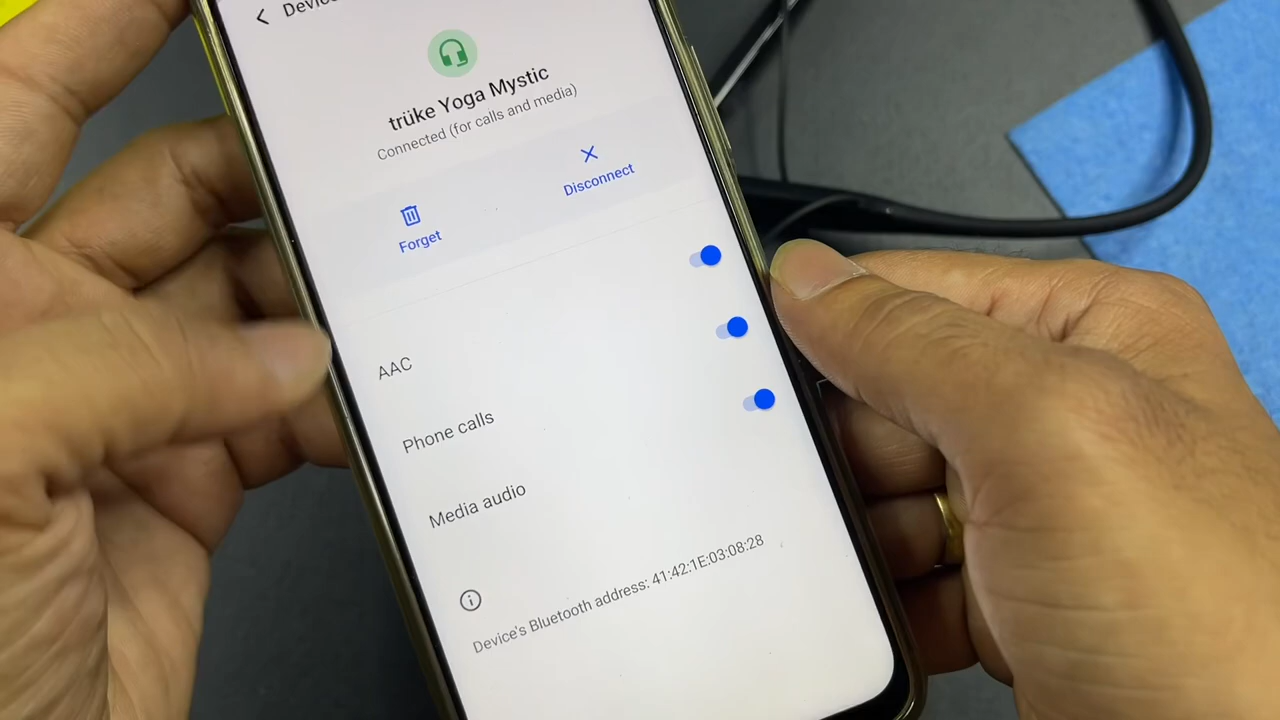 trüke Yoga Mystic
Connected (for calls and media)
Forget
Disconnect
AAC
Phone calls
Media audio
Device's Bluetooth address: 41:42:1E:03:08:28